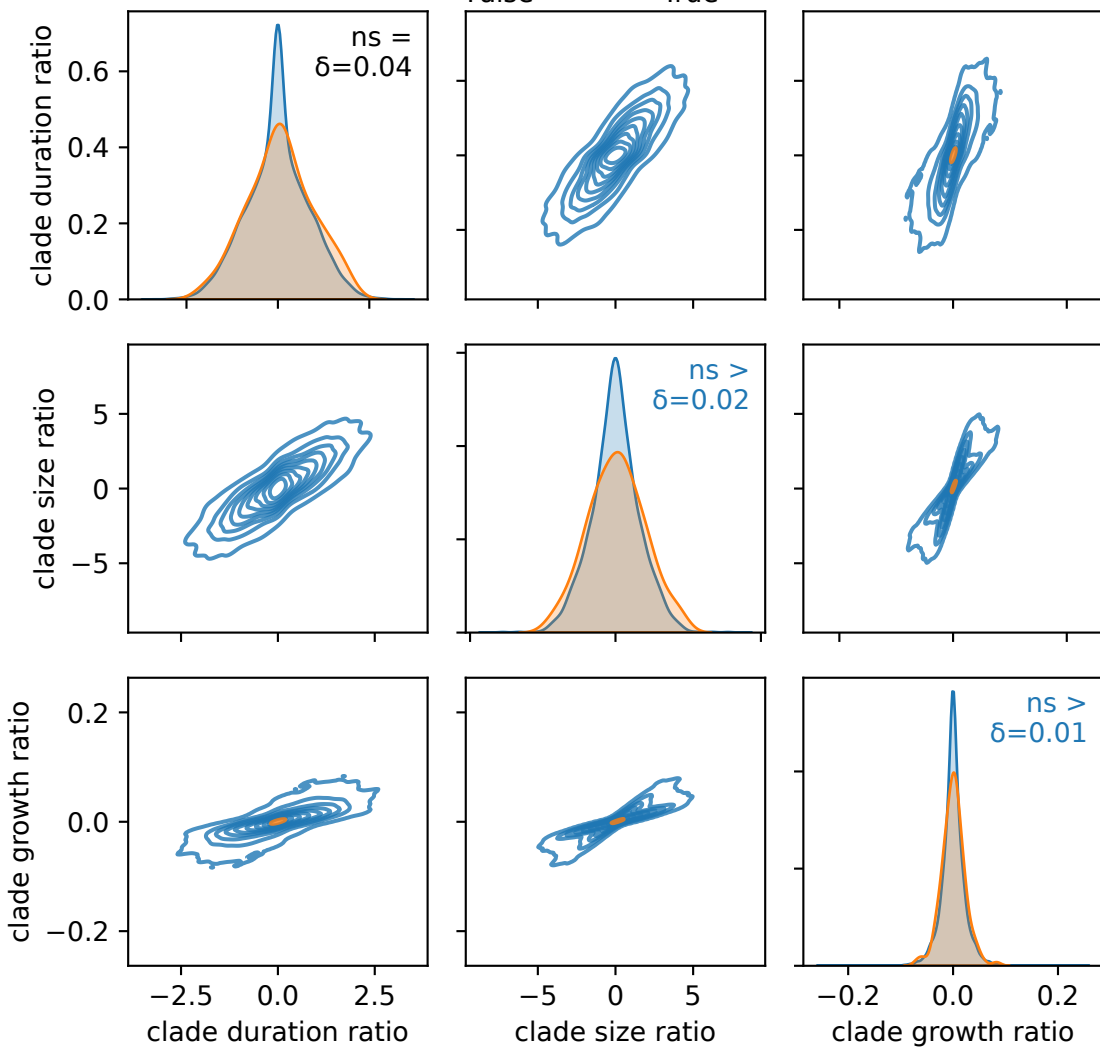 clade duration ratio
0.6
0.4
0.2
0.0
ns =
δ=0.04
clade size ratio
5
0
−5
ns >
δ=0.02
clade growth ratio
0.2
0.0
−0.2
ns >
δ=0.01
−2.5 0.0 2.5
−5 0 5
−0.2 0.0 0.2
clade duration ratio
clade size ratio
clade growth ratio